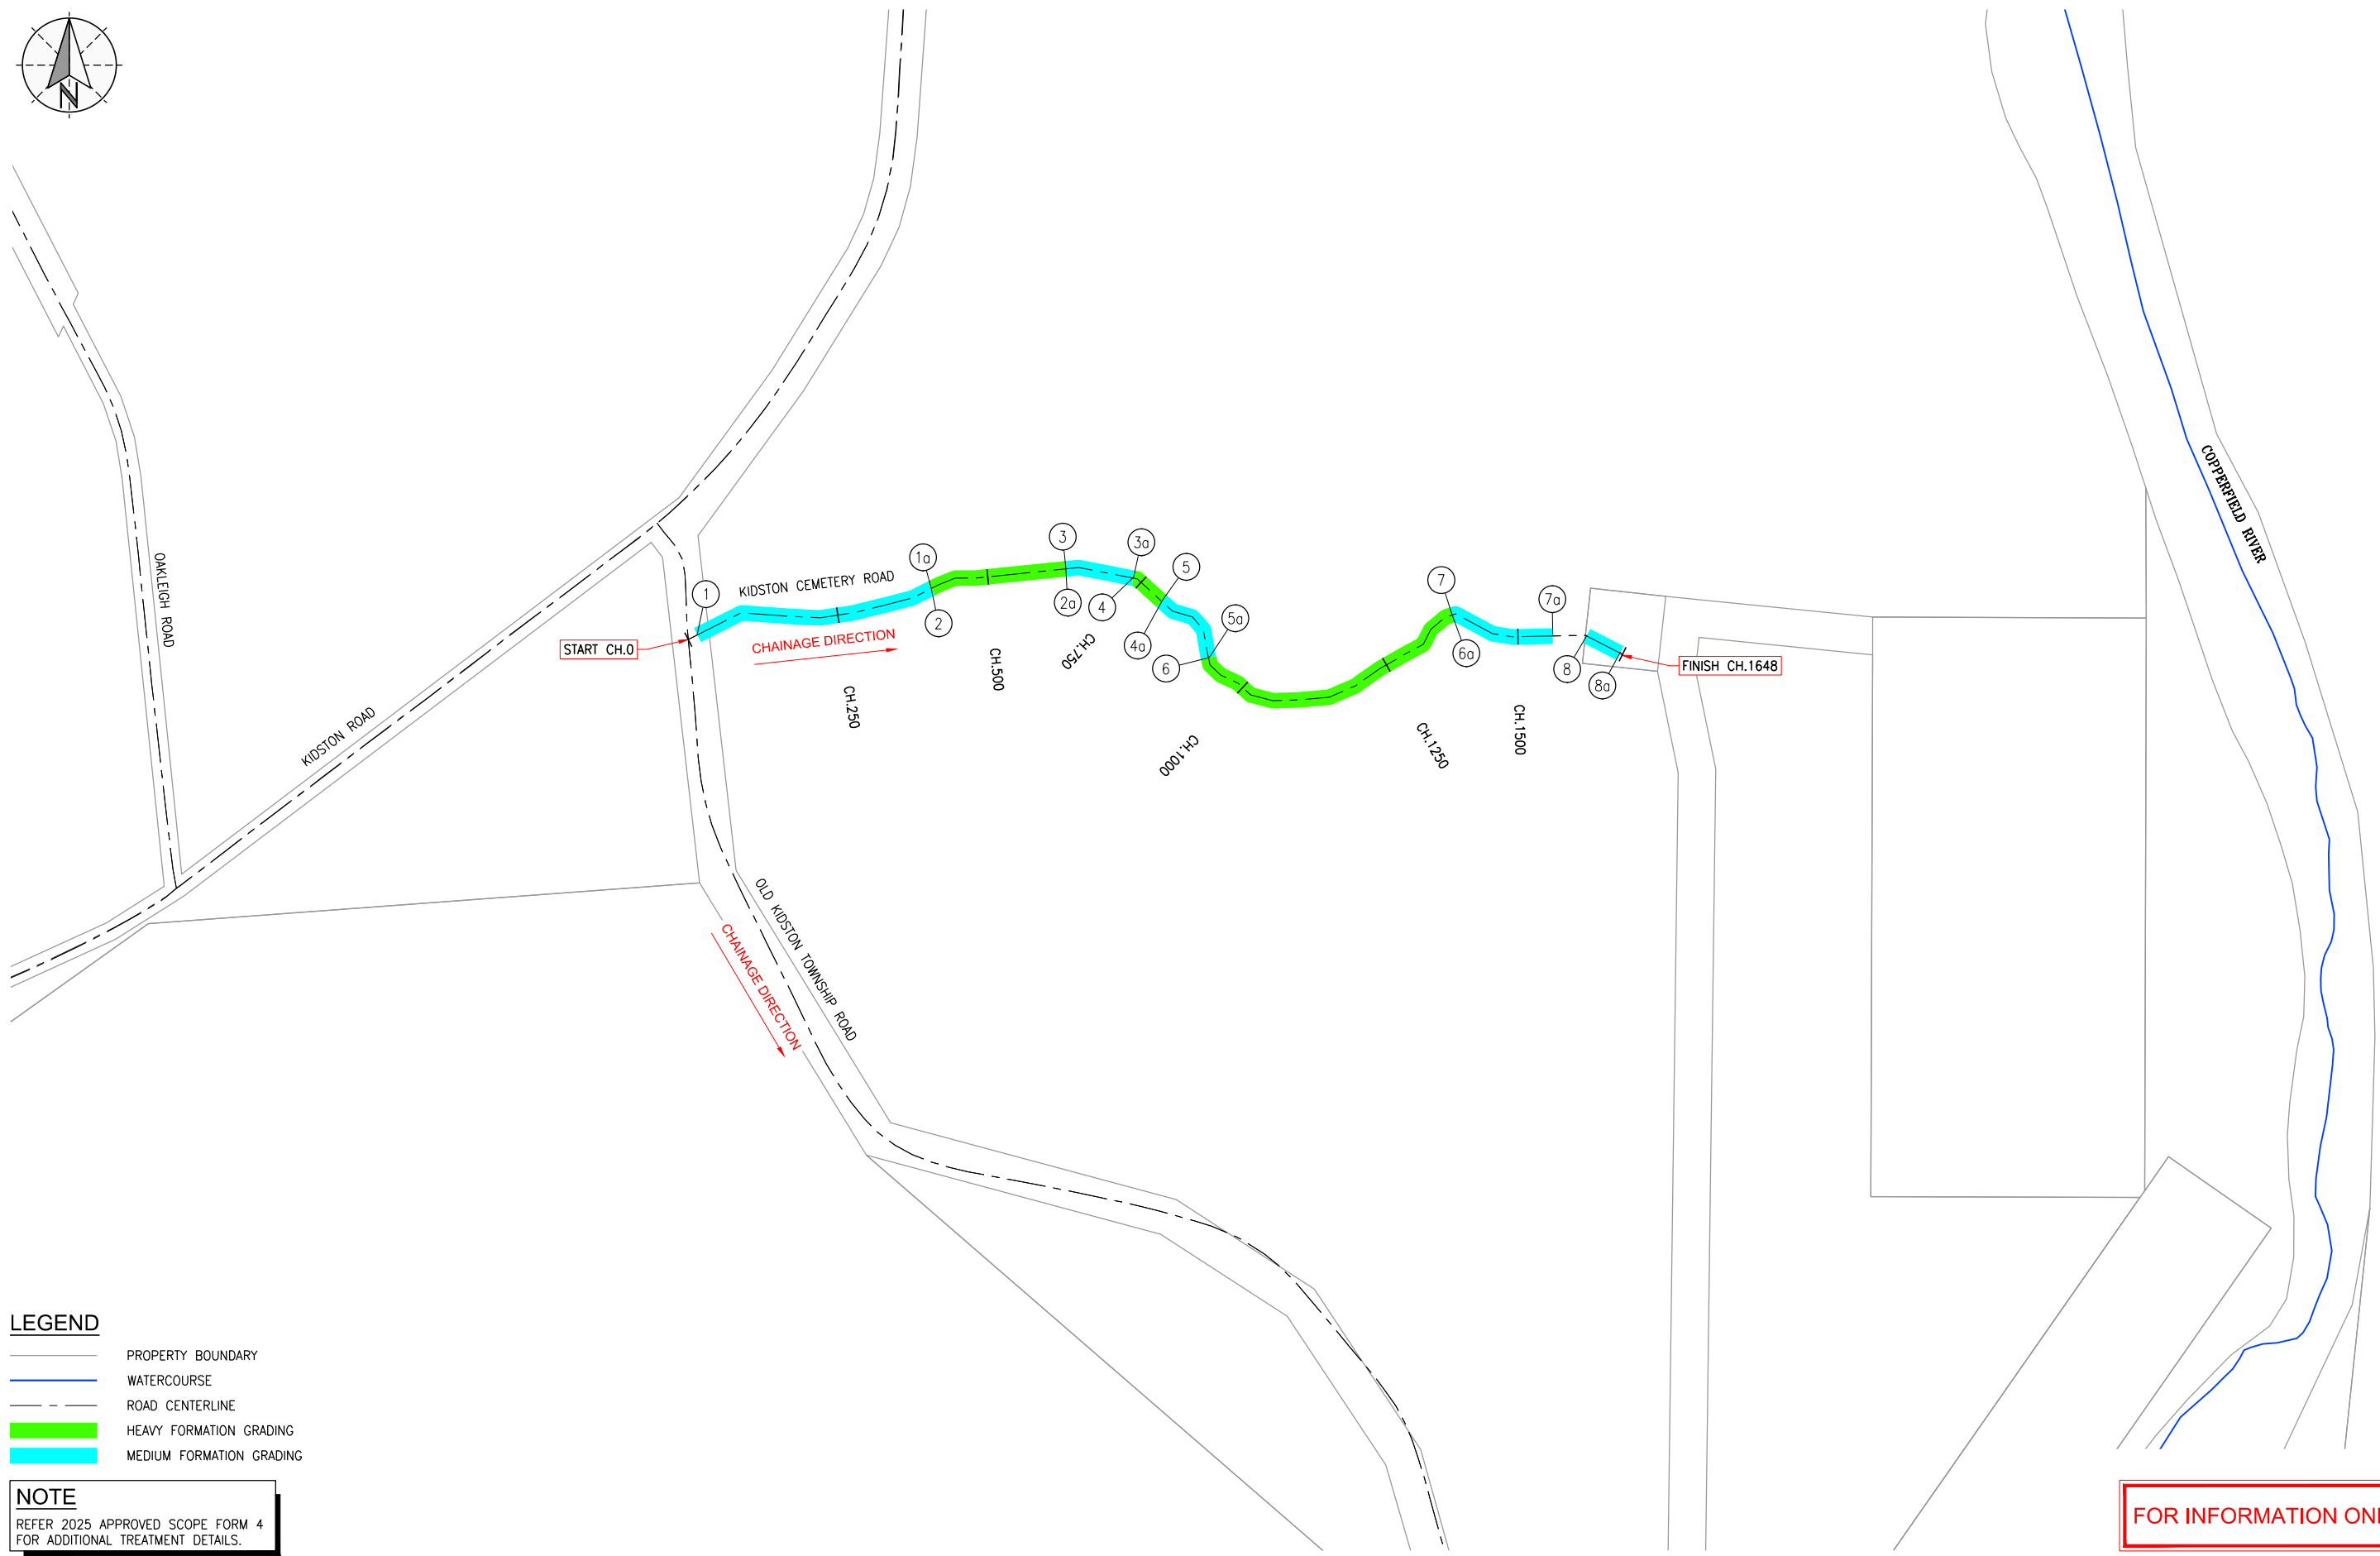 N
OAKLEIGH ROAD
KIDSTON ROAD
START CH.0
1
KIDSTON CEMETERY ROAD
CHAINAGE DIRECTION
CH.250
1a
2
CH.500
3
2a
CH.750
3a
4
5
4a
5a
6
CH.1000
CH.1250
7
6a
CH.1500
7a
8
8a
FINISH CH.1648
COPPERFIELD RIVER
OLD KIDSTON TOWNSHIP ROAD
CHAINAGE DIRECTION
LEGEND
PROPERTY BOUNDARY
WATERCOURSE
ROAD CENTERLINE
HEAVY FORMATION GRADING
MEDIUM FORMATION GRADING
NOTE
REFER 2025 APPROVED SCOPE FORM 4
FOR ADDITIONAL TREATMENT DETAILS.
FOR INFORMATION